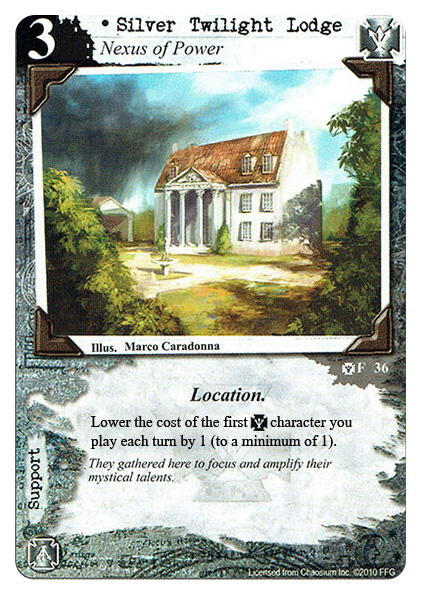 3
• Silver Twilight Lodge
Nexus of Power
Illus. Marco Caradonna
F 36
Location.
Lower the cost of the first character you
play each turn by 1 (to a minimum of 1).
They gathered here to focus and amplify their
mystical talents.
Support
Licensed from Chaosium Inc. ©2010 FFG